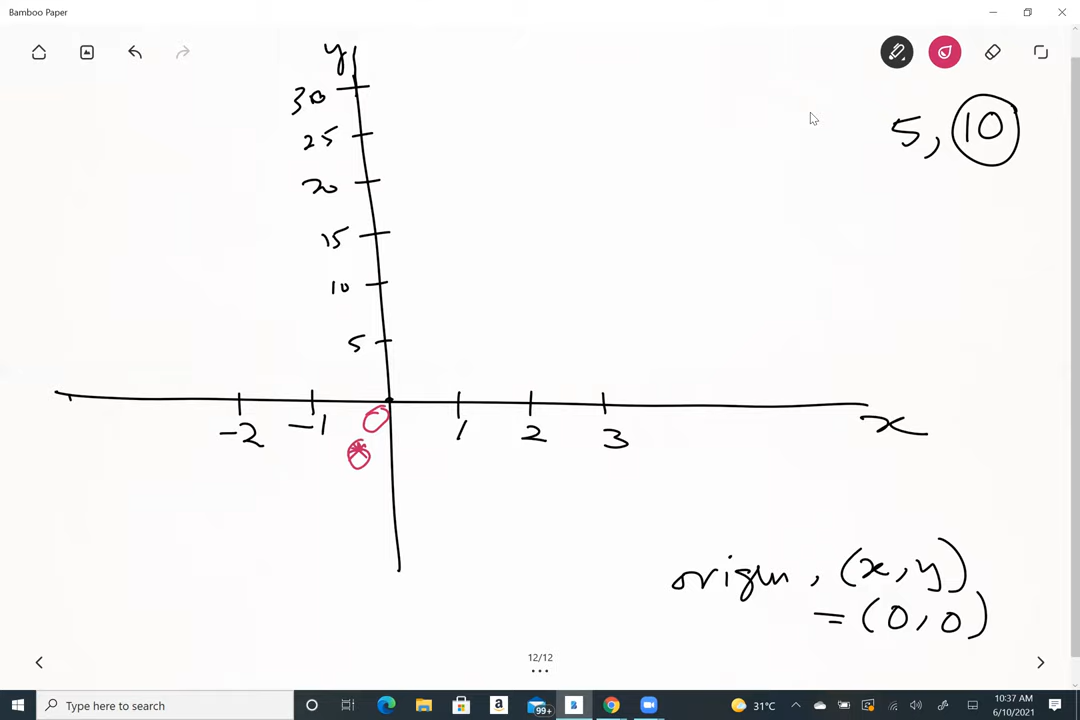 Bamboo Paper
y
30
25
20
15
10
5
5, 10
-2 -1 0 1 2 3
x
origin, (x, y)
= (0, 0)
12/12
Type here to search
a
99+
31°C
10:37 AM
6/10/2021